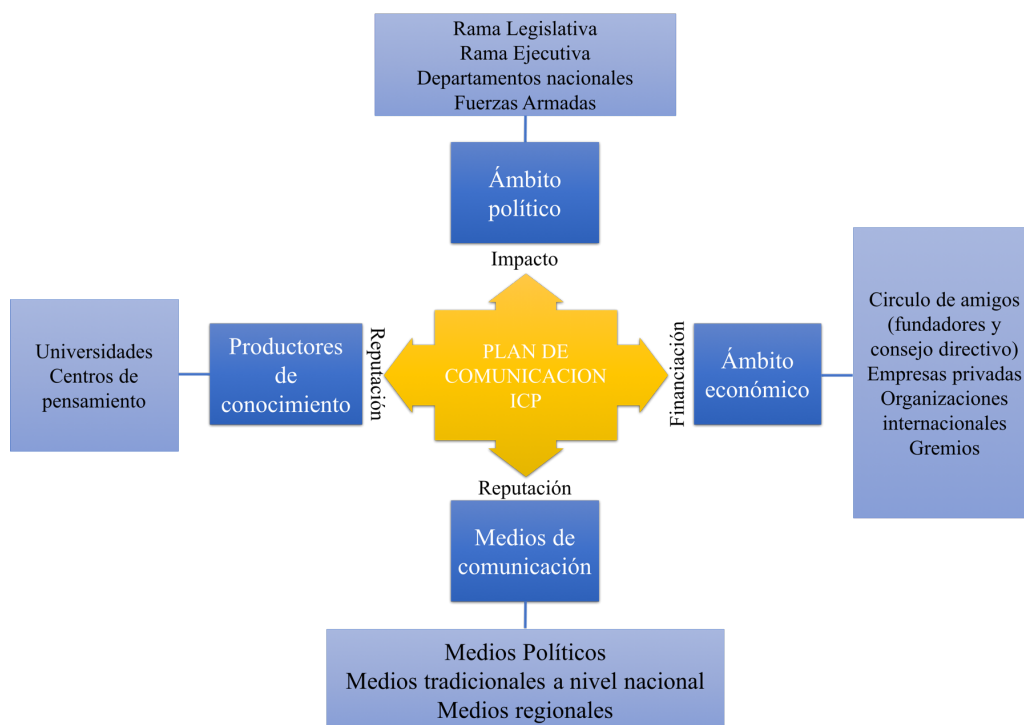 Rama Legislativa
Rama Ejecutiva
Departamentos nacionales
Fuerzas Armadas
Ámbito
político
Impacto
Universidades
Centros de
pensamiento
Productores
de
conocimiento
Reputación
PLAN DE
COMUNICACION
ICP
Financiación
Ámbito
económico
Circulo de amigos
(fundadores y
consejo directivo)
Empresas privadas
Organizaciones
internacionales
Gremios
Reputación
Medios de
comunicación
Medios Políticos
Medios tradicionales a nivel nacional
Medios regionales